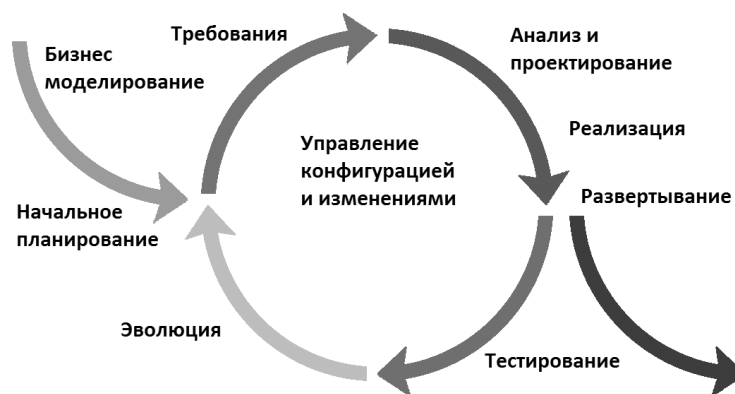 Бизнес
моделирование
Требования
Анализ и
проектирование
Реализация
Управление
конфигурацией
и изменениями
Развертывание
Начальное
планирование
Эволюция
Тестирование